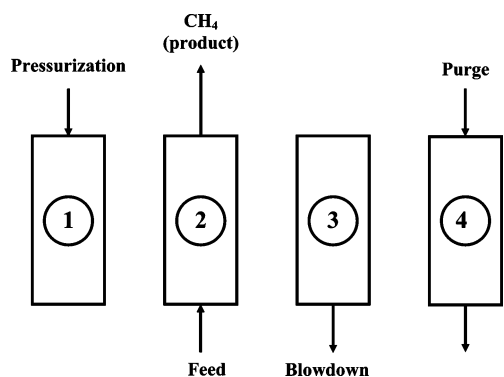 CH₄
(product)
Pressurization
Purge
1
2
3
4
Feed
Blowdown